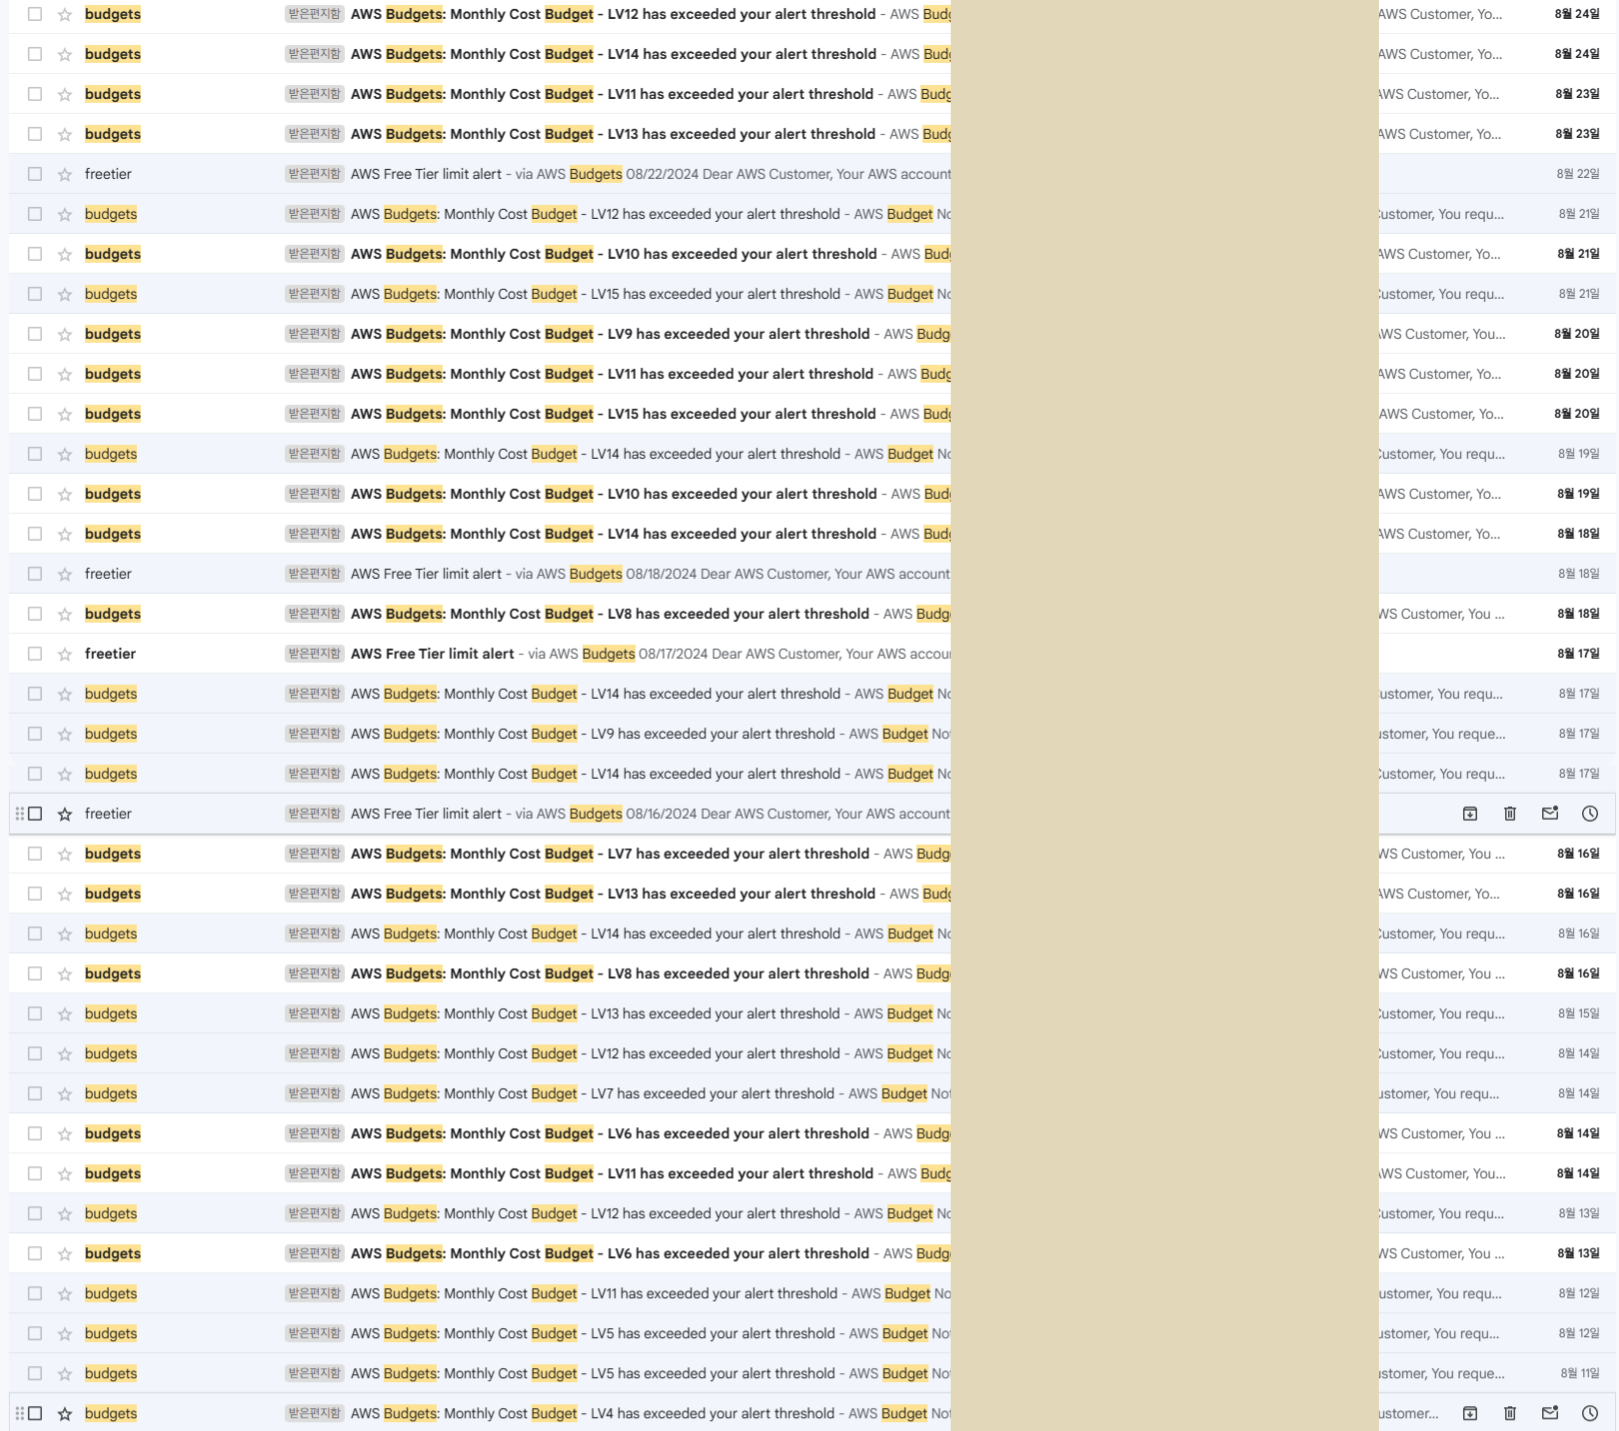 budgets 받은편지함 AWS Budgets: Monthly Cost Budget - LV12 has exceeded your alert threshold - AWS AWS Customer, Yo... 8월 24일
budgets 받은편지함 AWS Budgets: Monthly Cost Budget - LV14 has exceeded your alert threshold - AWS AWS Customer, Yo... 8월 24일
budgets 받은편지함 AWS Budgets: Monthly Cost Budget - LV11 has exceeded your alert threshold - AWS AWS Customer, Yo... 8월 23일
budgets 받은편지함 AWS Budgets: Monthly Cost Budget - LV13 has exceeded your alert threshold - AWS AWS Customer, Yo... 8월 23일
freetier 받은편지함 AWS Free Tier limit alert - via AWS Budgets 08/22/2024 Dear AWS Customer, Your AWS account 8월 22일
budgets 받은편지함 AWS Budgets: Monthly Cost Budget - LV12 has exceeded your alert threshold - AWS Budget No Customer, You requ... 8월 21일
budgets 받은편지함 AWS Budgets: Monthly Cost Budget - LV10 has exceeded your alert threshold - AWS AWS Customer, Yo... 8월 21일
budgets 받은편지함 AWS Budgets: Monthly Cost Budget - LV15 has exceeded your alert threshold - AWS Budget No Customer, You requ... 8월 21일
budgets 받은편지함 AWS Budgets: Monthly Cost Budget - LV9 has exceeded your alert threshold - AWS Budg AWS Customer, You... 8월 20일
budgets 받은편지함 AWS Budgets: Monthly Cost Budget - LV11 has exceeded your alert threshold - AWS AWS Customer, Yo... 8월 20일
budgets 받은편지함 AWS Budgets: Monthly Cost Budget - LV15 has exceeded your alert threshold - AWS AWS Customer, Yo... 8월 20일
budgets 받은편지함 AWS Budgets: Monthly Cost Budget - LV14 has exceeded your alert threshold - AWS Budget No Customer, You requ... 8월 19일
budgets 받은편지함 AWS Budgets: Monthly Cost Budget - LV10 has exceeded your alert threshold - AWS AWS Customer, Yo... 8월 19일
budgets 받은편지함 AWS Budgets: Monthly Cost Budget - LV14 has exceeded your alert threshold - AWS AWS Customer, Yo... 8월 18일
freetier 받은편지함 AWS Free Tier limit alert - via AWS Budgets 08/18/2024 Dear AWS Customer, Your AWS account 8월 18일
budgets 받은편지함 AWS Budgets: Monthly Cost Budget - LV8 has exceeded your alert threshold - AWS Budg WS Customer, You ... 8월 18일
freetier 받은편지함 AWS Free Tier limit alert - via AWS Budgets 08/17/2024 Dear AWS Customer, Your AWS accou 8월 17일
budgets 받은편지함 AWS Budgets: Monthly Cost Budget - LV14 has exceeded your alert threshold - AWS Budget No ustomer, You requ... 8월 17일
budgets 받은편지함 AWS Budgets: Monthly Cost Budget - LV9 has exceeded your alert threshold - AWS Budget Not ustomer, You reque... 8월 17일
budgets 받은편지함 AWS Budgets: Monthly Cost Budget - LV14 has exceeded your alert threshold - AWS Budget No Customer, You requ... 8월 17일
freetier 받은편지함 AWS Free Tier limit alert - via AWS Budgets 08/16/2024 Dear AWS Customer, Your AWS account
budgets 받은편지함 AWS Budgets: Monthly Cost Budget - LV7 has exceeded your alert threshold - AWS Budg WS Customer, You ... 8월 16일
budgets 받은편지함 AWS Budgets: Monthly Cost Budget - LV13 has exceeded your alert threshold - AWS AWS Customer, Yo... 8월 16일
budgets 받은편지함 AWS Budgets: Monthly Cost Budget - LV14 has exceeded your alert threshold - AWS Budget No Customer, You requ... 8월 16일
budgets 받은편지함 AWS Budgets: Monthly Cost Budget - LV8 has exceeded your alert threshold - AWS Budg WS Customer, You ... 8월 16일
budgets 받은편지함 AWS Budgets: Monthly Cost Budget - LV13 has exceeded your alert threshold - AWS Budget No Customer, You requ... 8월 15일
budgets 받은편지함 AWS Budgets: Monthly Cost Budget - LV12 has exceeded your alert threshold - AWS Budget No Customer, You requ... 8월 14일
budgets 받은편지함 AWS Budgets: Monthly Cost Budget - LV7 has exceeded your alert threshold - AWS Budget Not ustomer, You requ... 8월 14일
budgets 받은편지함 AWS Budgets: Monthly Cost Budget - LV6 has exceeded your alert threshold - AWS Budg WS Customer, You ... 8월 14일
budgets 받은편지함 AWS Budgets: Monthly Cost Budget - LV11 has exceeded your alert threshold - AWS AWS Customer, You... 8월 14일
budgets 받은편지함 AWS Budgets: Monthly Cost Budget - LV12 has exceeded your alert threshold - AWS Budget No Customer, You requ... 8월 13일
budgets 받은편지함 AWS Budgets: Monthly Cost Budget - LV6 has exceeded your alert threshold - AWS Budg WS Customer, You ... 8월 13일
budgets 받은편지함 AWS Budgets: Monthly Cost Budget - LV11 has exceeded your alert threshold - AWS Budget No ustomer, You requ... 8월 12일
budgets 받은편지함 AWS Budgets: Monthly Cost Budget - LV5 has exceeded your alert threshold - AWS Budget Not ustomer, You requ... 8월 12일
budgets 받은편지함 AWS Budgets: Monthly Cost Budget - LV5 has exceeded your alert threshold - AWS Budget Not stomer, You reque... 8월 11일
budgets 받은편지함 AWS Budgets: Monthly Cost Budget - LV4 has exceeded your alert threshold - AWS Budget Not ustomer...